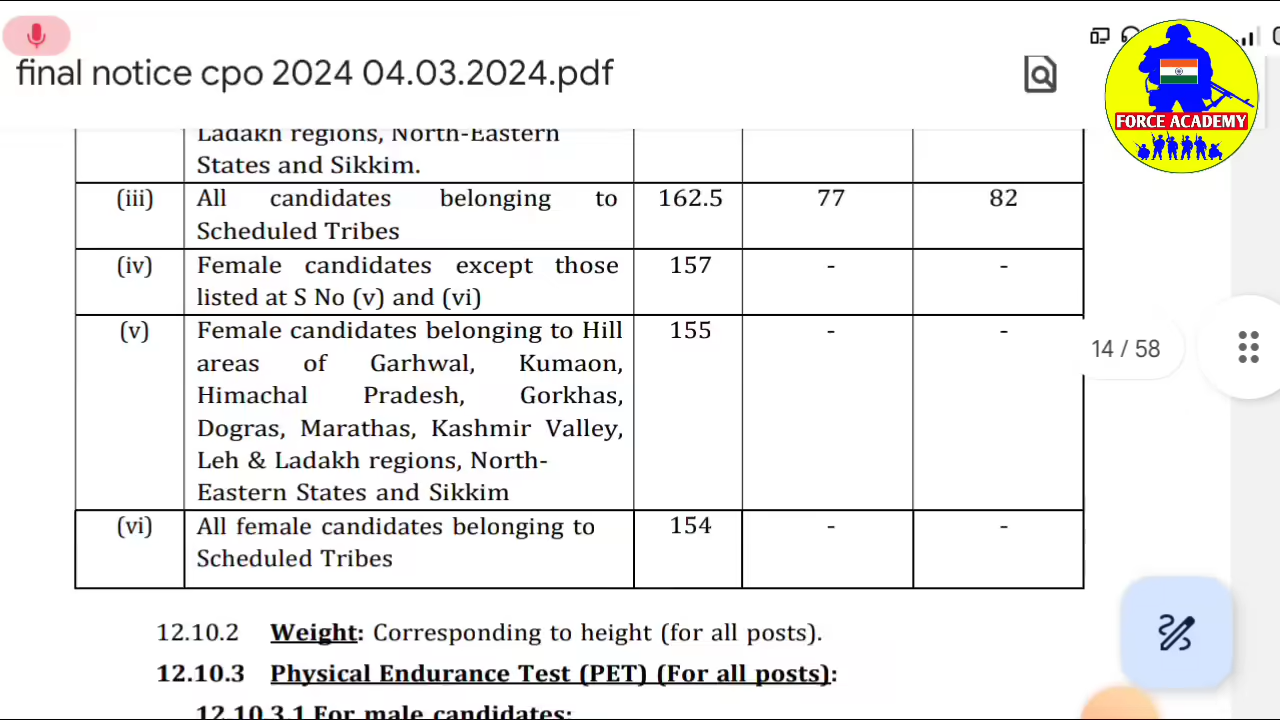 final notice cpo 2024 04.03.2024.pdf
FORCE ACADEMY
Ladakh regions, North-Eastern
States and Sikkim.
(iii) All candidates belonging to 162.5 77 82
Scheduled Tribes
(iv) Female candidates except those 157 - -
listed at S No (v) and (vi)
(v) Female candidates belonging to Hill 155 - -
areas of Garhwal, Kumaon,
Himachal Pradesh, Gorkhas,
Dogras, Marathas, Kashmir Valley,
Leh & Ladakh regions, North-
Eastern States and Sikkim
(vi) All female candidates belonging to 154 - -
Scheduled Tribes
14 / 58
12.10.2 Weight: Corresponding to height (for all posts).
12.10.3 Physical Endurance Test (PET) (For all posts):
12.10.3.1 For male candidates: